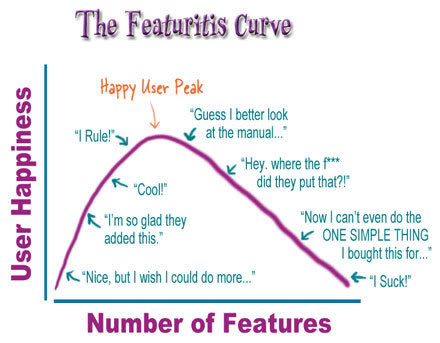 The Featuritis Curve
Happy User Peak
"Guess I better look
at the manual..."
"I Rule!"
"Hey. where the f***
did they put that?!"
"Cool!"
"I'm so glad they
added this."
"Now I can't even do the
ONE SIMPLE THING
I bought this for..."
"Nice, but I wish I could do more..."
"I Suck!"
User Happiness
Number of Features